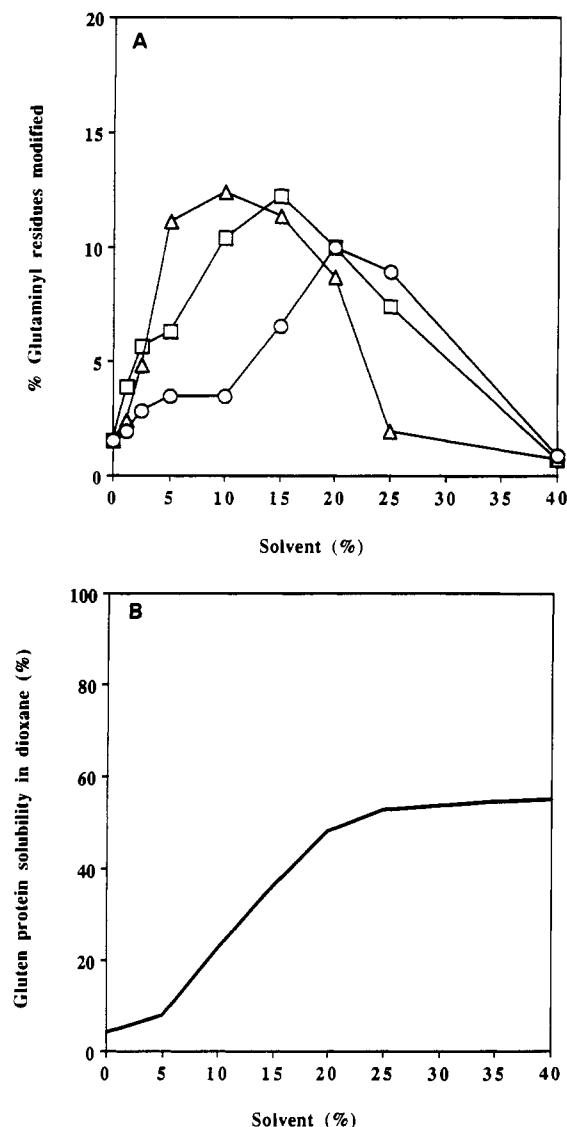 A
% Glutaminyl residues modified
20
15
10
5
0
0 5 10 15 20 25 30 35 40
Solvent (%)
B
Gluten protein solubility in dioxane (%)
100
80
60
40
20
0
0 5 10 15 20 25 30 35 40
Solvent (%)